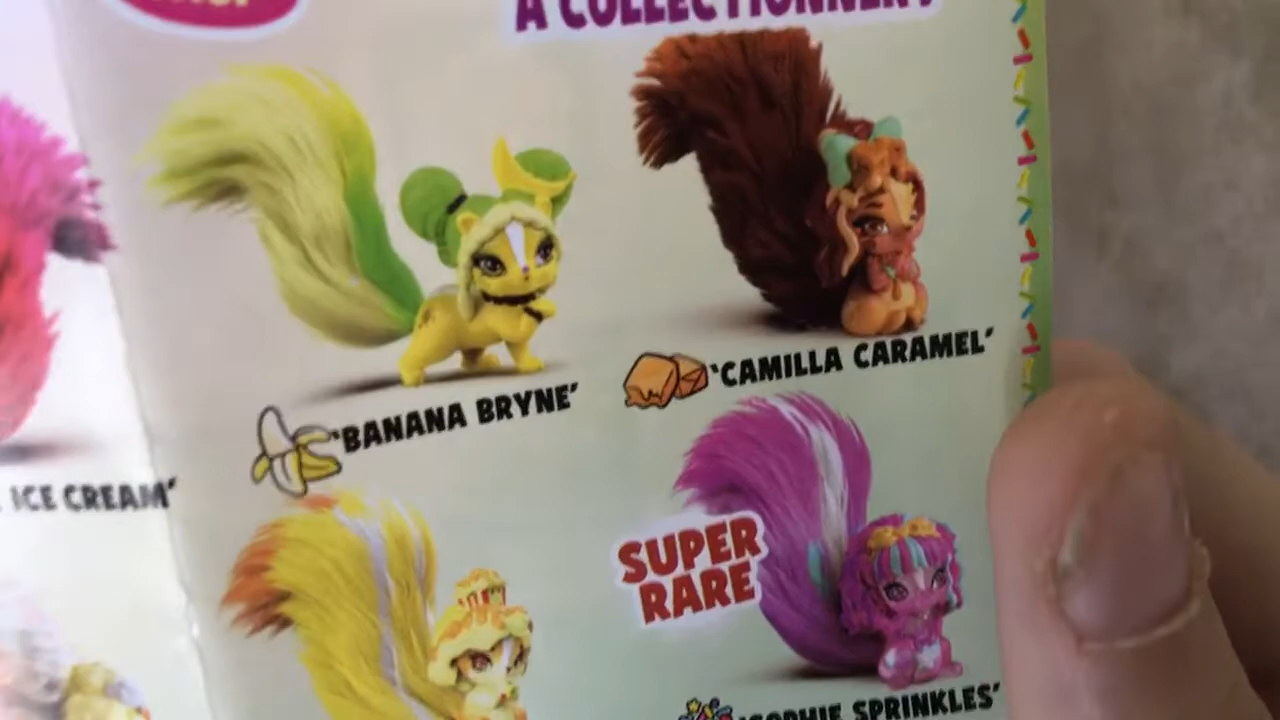 A COLLECTIONNER !
'BANANA BRYNE'
'CAMILLA CARAMEL'
ICE CREAM'
SUPER
RARE
'SOPHIE SPRINKLES'